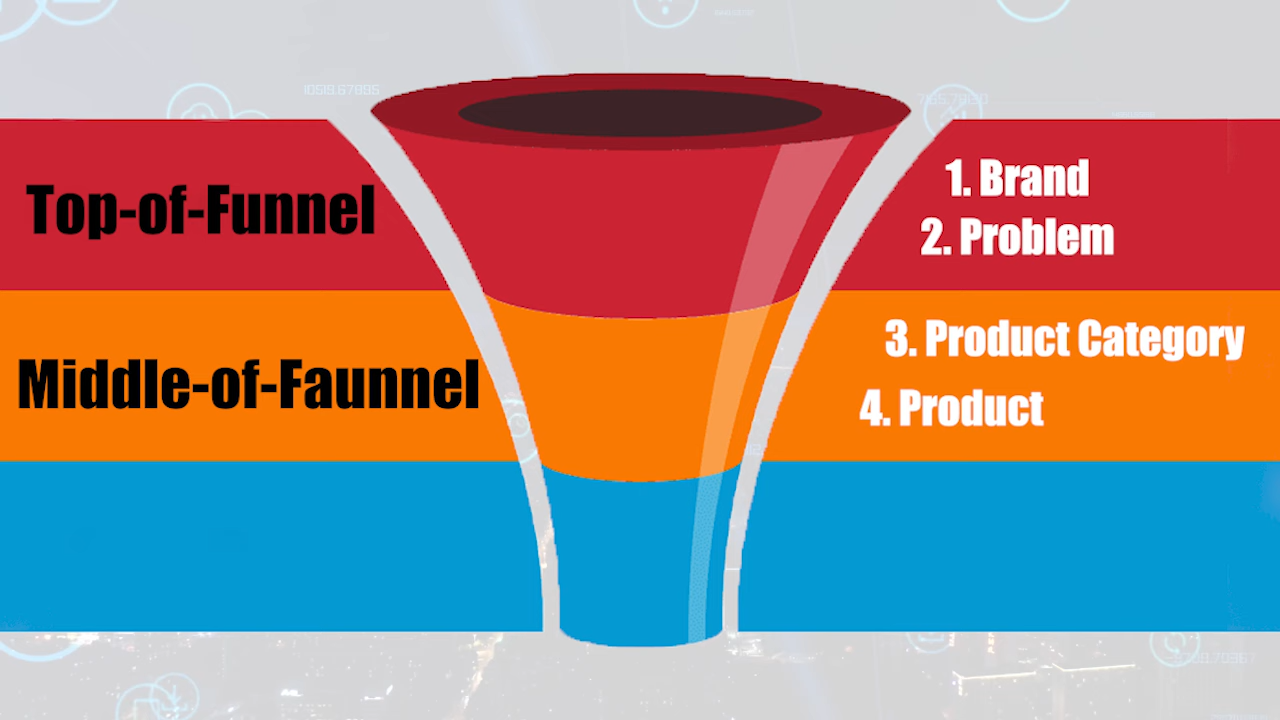 Top-of-Funnel
1. Brand
2. Problem
Middle-of-Faunnel
3. Product Category
4. Product